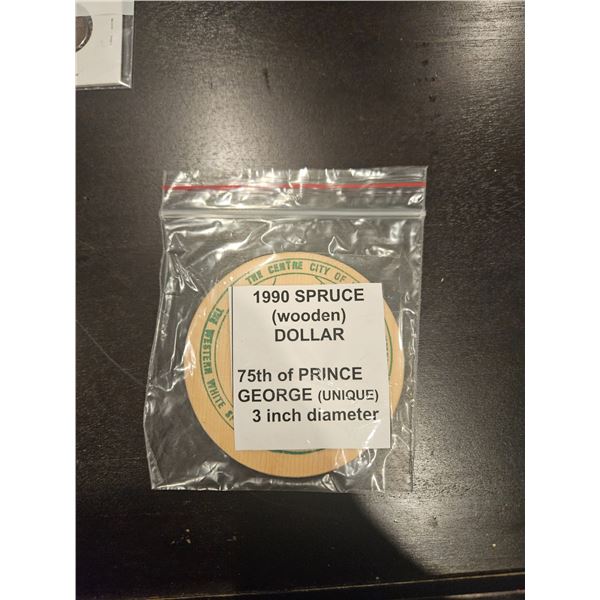 THE CENTRE CITY OF
THE WESTERN WHITE
1990 SPRUCE
(wooden)
DOLLAR
75th of PRINCE
GEORGE (UNIQUE)
3 inch diameter